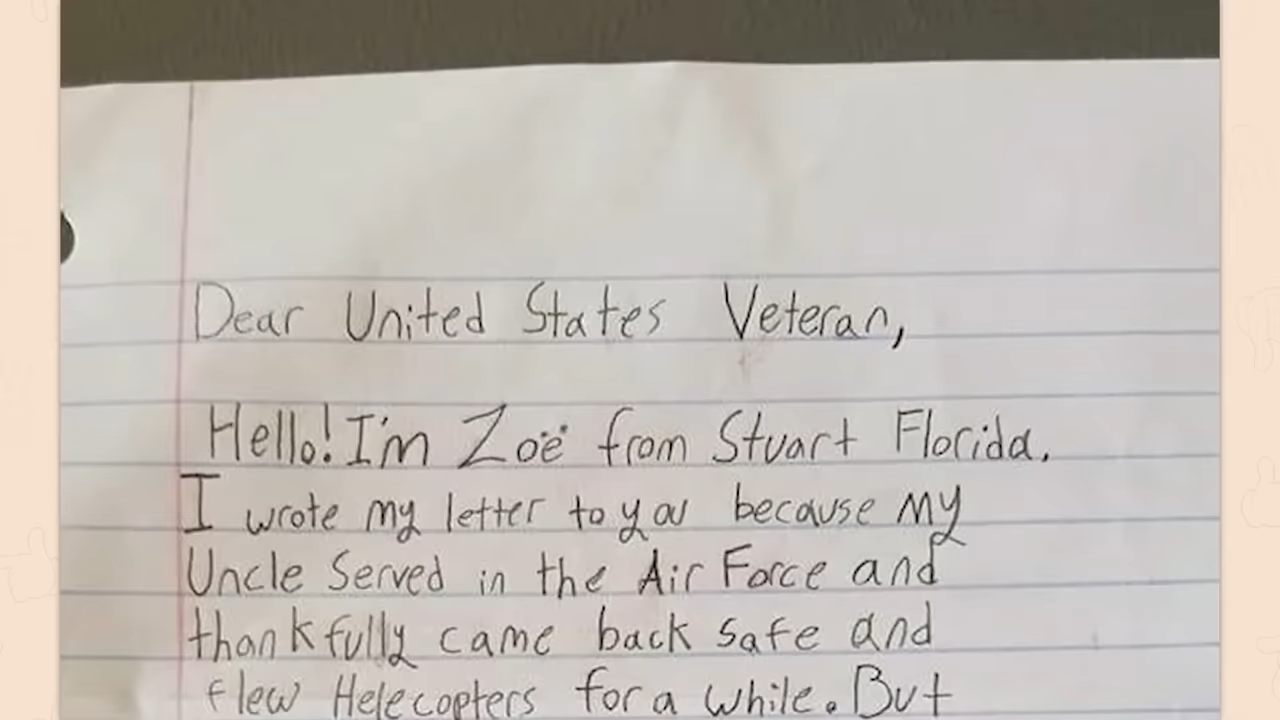 Dear United States Veteran,
Hello! I'm Zoë from Stuart Florida.
I wrote my letter to you because my
Uncle Served in the Air Force and
thankfully came back safe and
flew Helecopters for a while. But